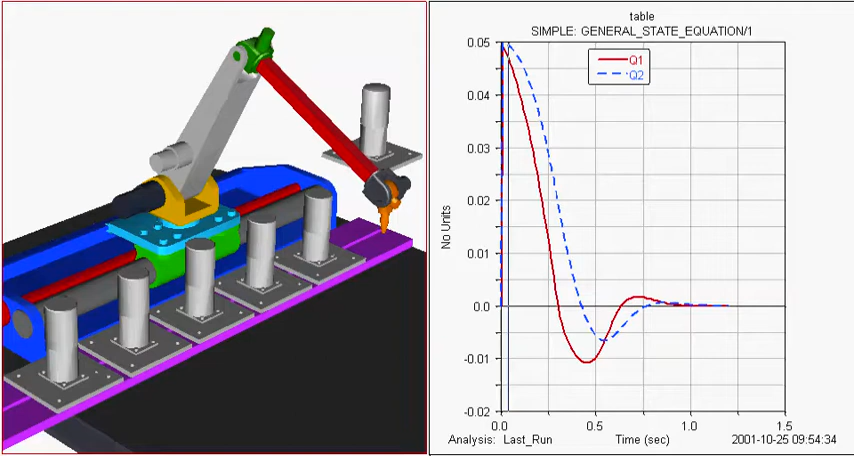 table
SIMPLE: GENERAL_STATE_EQUATION/1
0.05
0.04
0.03
0.02
0.01
0.0
-0.01
-0.02
No Units
Q1
Q2
0.0 0.5 1.0 1.5
Analysis: Last_Run Time (sec) 2001-10-25 09:54:34